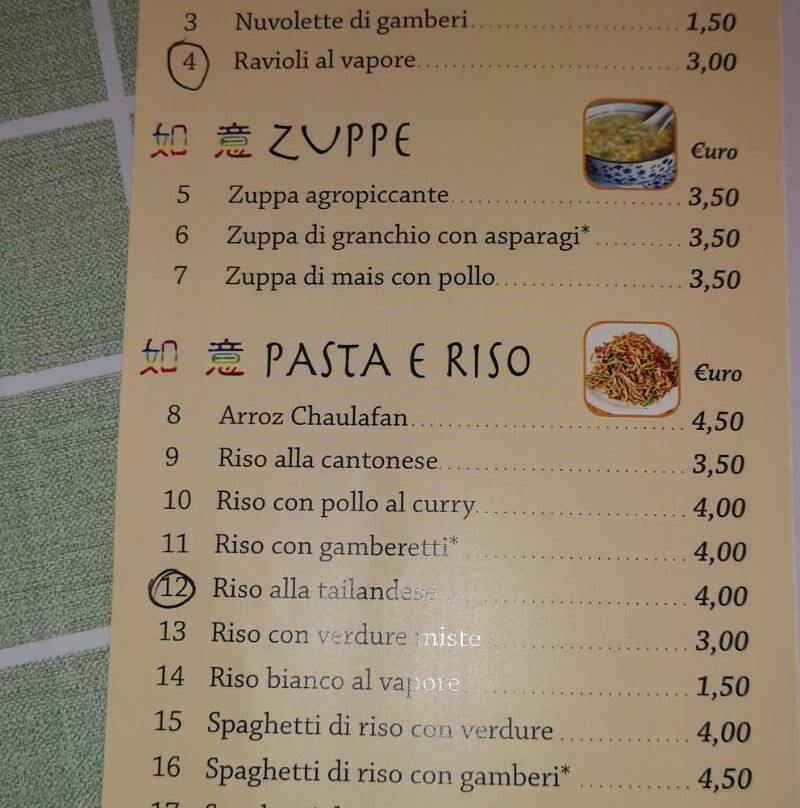 3 Nuvolette di gamberi 1,50
4 Ravioli al vapore 3,00
如 意 ZUPPE €uro
5 Zuppa agropiccante 3,50
6 Zuppa di granchio con asparagi* 3,50
7 Zuppa di mais con pollo 3,50
如 意 PASTA E RISO €uro
8 Arroz Chaulafan 4,50
9 Riso alla cantonese 3,50
10 Riso con pollo al curry 4,00
11 Riso con gamberetti* 4,00
12 Riso alla tailandese 4,00
13 Riso con verdure miste 3,00
14 Riso bianco al vapore 1,50
15 Spaghetti di riso con verdure 4,00
16 Spaghetti di riso con gamberi* 4,50
17